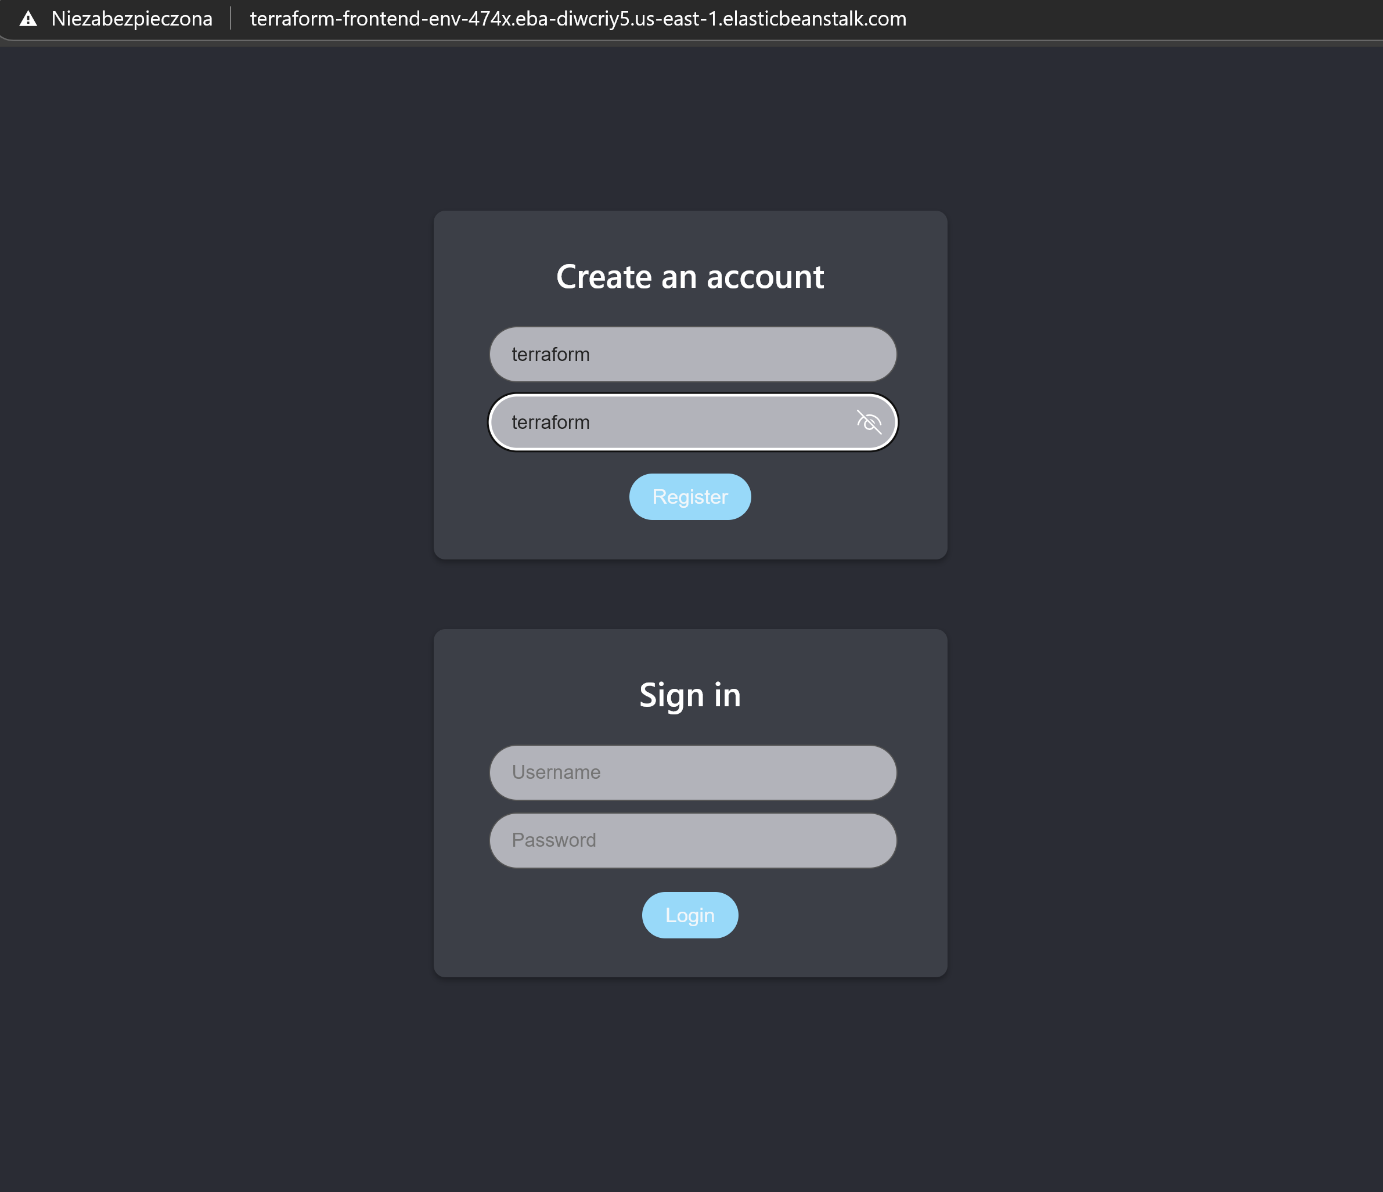 Niezabezpieczona terraform-frontend-env-474x.eba-diwcriy5.us-east-1.elasticbeanstalk.com
Create an account
terraform
terraform
Register
Sign in
Username
Password
Login